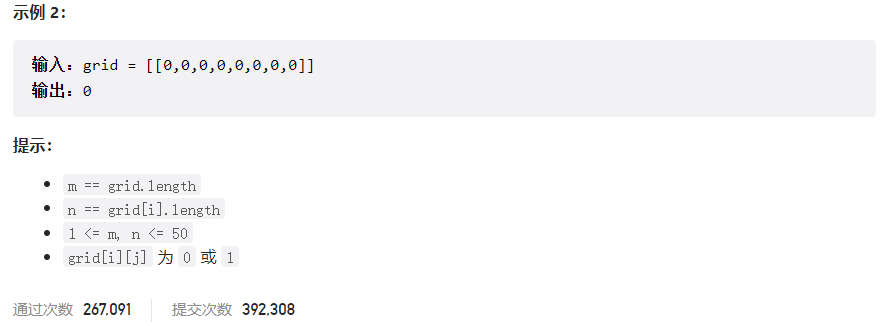 示例 2：
输入：grid = [[0,0,0,0,0,0,0,0]]
输出：0
提示：
m == grid.length
n == grid[i].length
1 <= m, n <= 50
grid[i][j] 为 0 或 1
通过次数 267,091 提交次数 392,308